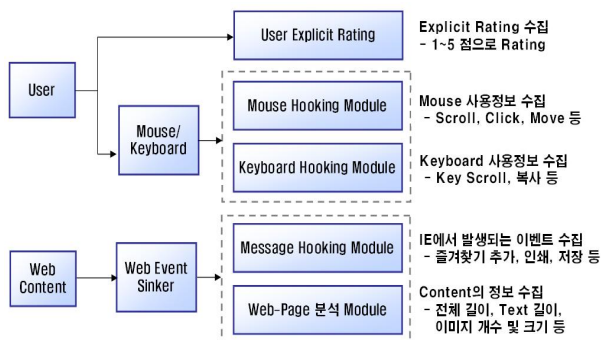 User Explicit Rating
Explicit Rating 수집
- 1~5 점으로 Rating
User
Mouse/
Keyboard
Mouse Hooking Module
Mouse 사용정보 수집
- Scroll, Click, Move 등
Keyboard Hooking Module
Keyboard 사용정보 수집
- Key Scroll, 복사 등
Web
Content
Web Event
Sinker
Message Hooking Module
IE에서 발생되는 이벤트 수집
- 즐겨찾기 추가, 인쇄, 저장 등
Web-Page 분석 Module
Content의 정보 수집
- 전체 길이, Text 길이,
이미지 개수 및 크기 등